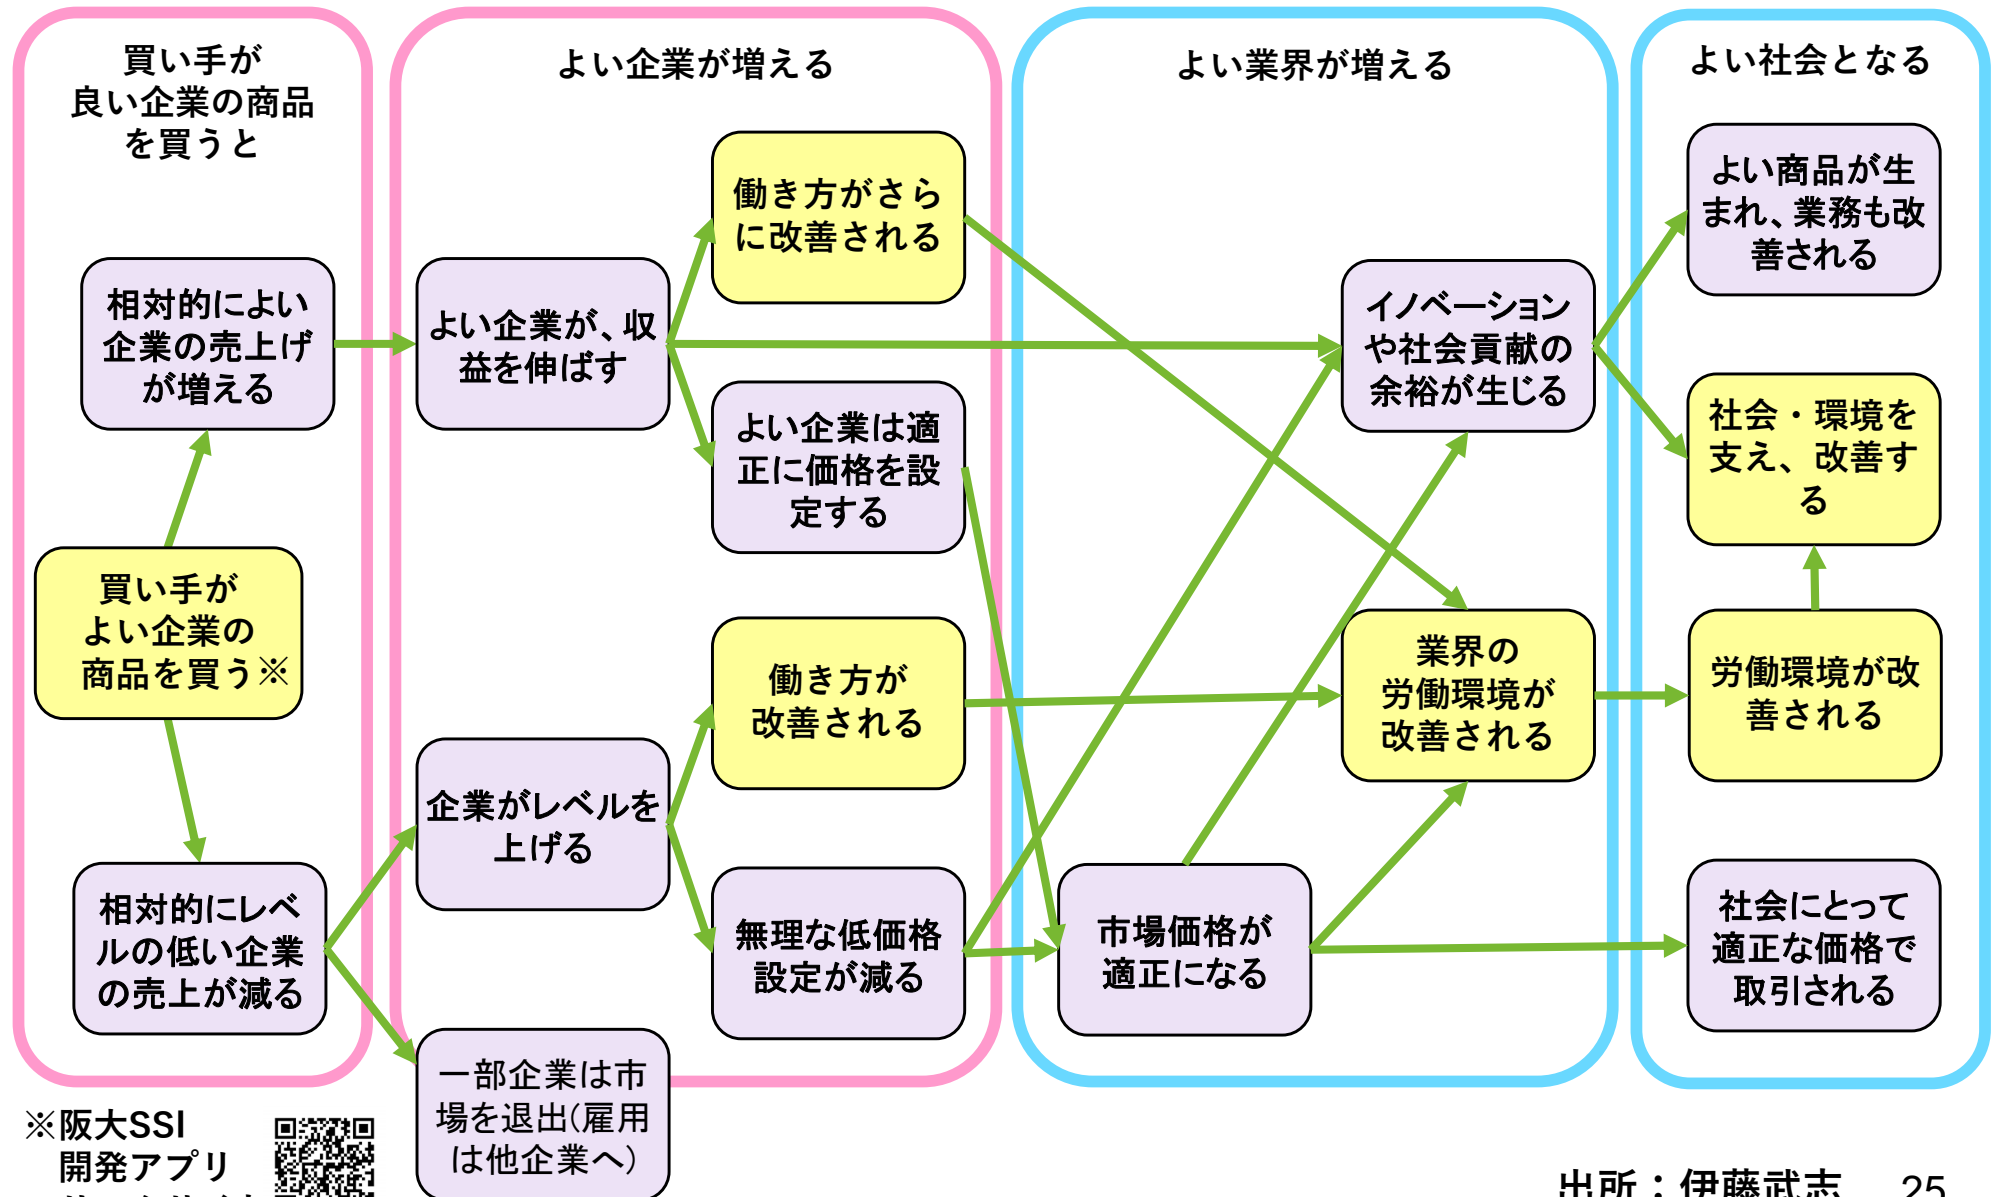 買い手が
良い企業の商品
を買うと
よい企業が増える
よい業界が増える
よい社会となる
相対的によい
企業の売上げ
が増える
買い手が
よい企業の
商品を買う※
相対的にレベ
ルの低い企業
の売上が減る
よい企業が、収
益を伸ばす
企業がレベルを
上げる
一部企業は市
場を退出(雇用
は他企業へ)
働き方がさら
に改善される
よい企業は適
正に価格を設
定する
働き方が
改善される
無理な低価格
設定が減る
市場価格が
適正になる
イノベーション
や社会貢献の
余裕が生じる
業界の
労働環境が
改善される
よい商品が生
まれ、業務も改
善される
社会・環境を
支え、改善す
る
労働環境が改
善される
社会にとって
適正な価格で
取引される
※阪大SSI
開発アプリ
出所：伊藤武志
25